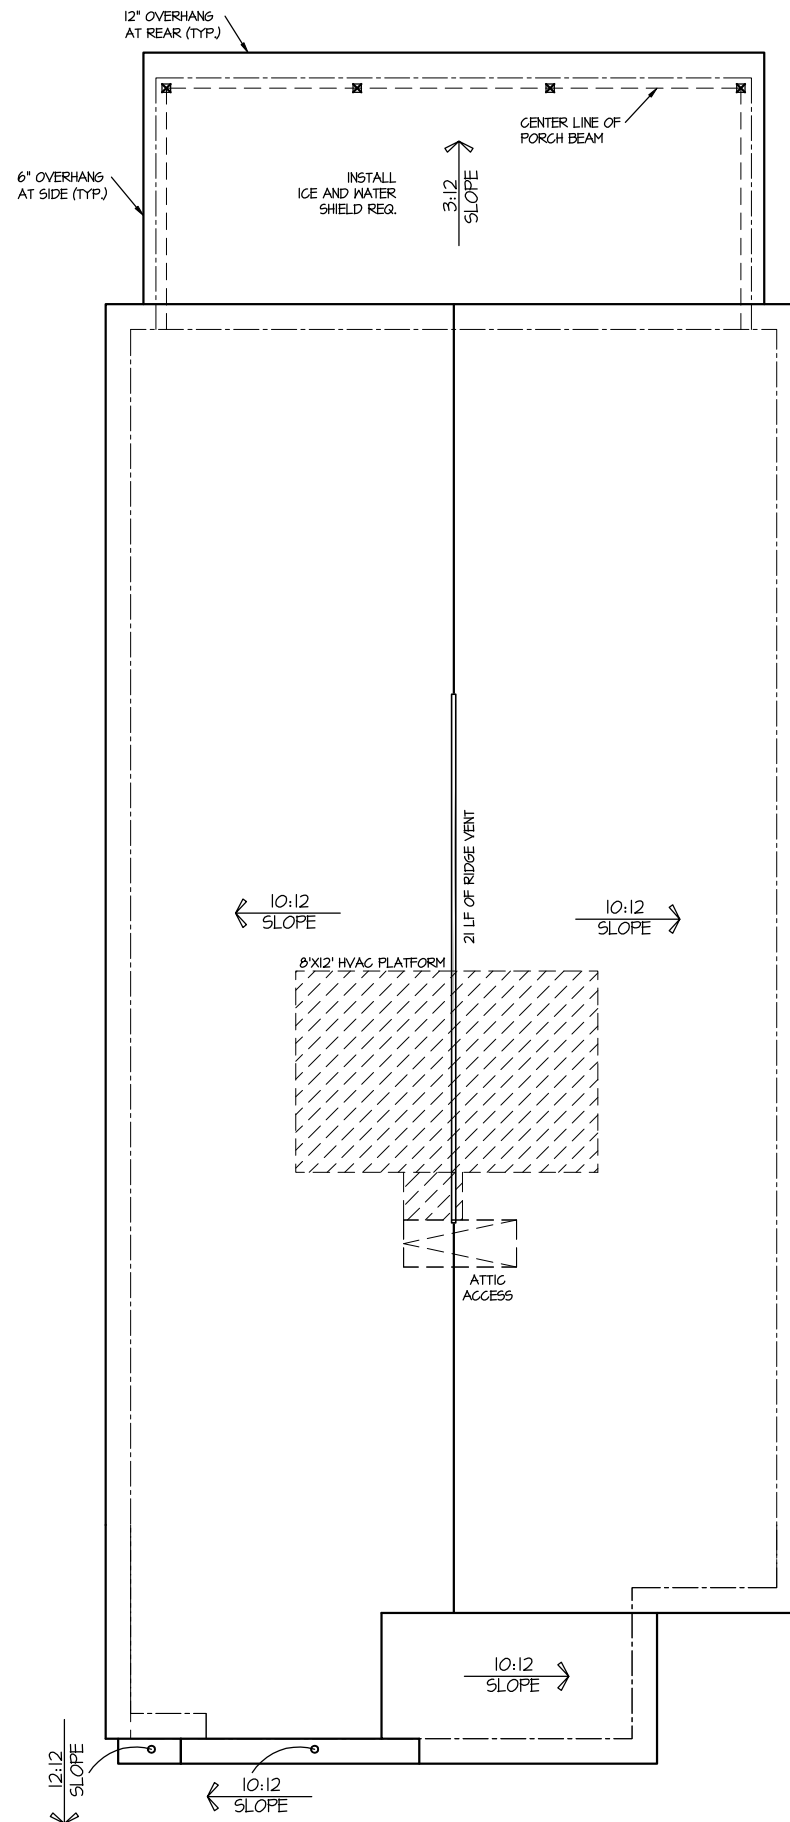 12" OVERHANG
AT REAR (TYP.)
CENTER LINE OF
PORCH BEAM
6" OVERHANG
AT SIDE (TYP.)
INSTALL
ICE AND WATER
SHIELD REQ.
3:12
SLOPE
21 LF OF RIDGE VENT
10:12
SLOPE
10:12
SLOPE
8'X12' HVAC PLATFORM
ATTIC
ACCESS
10:12
SLOPE
12:12
SLOPE
10:12
SLOPE